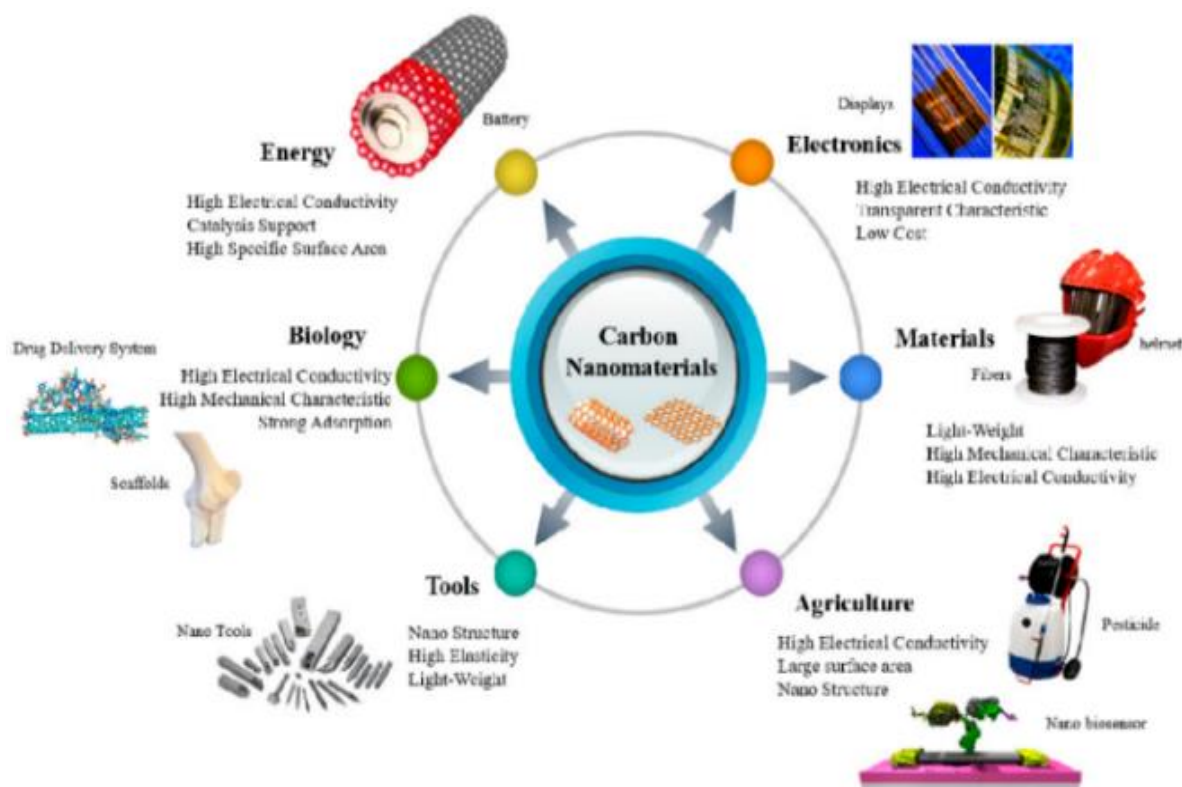 Battery
Energy
High Electrical Conductivity
Catalysis Support
High Specific Surface Area
Displays
Electronics
High Electrical Conductivity
Transparent Characteristic
Low Cost
Carbon
Nanomaterials
Drug Delivery System
Biology
High Electrical Conductivity
High Mechanical Characteristic
Strong Adsorption
Scaffolds
Materials
Fibers
helmet
Light-Weight
High Mechanical Characteristic
High Electrical Conductivity
Tools
Nano Tools
Nano Structure
High Elasticity
Light-Weight
Agriculture
High Electrical Conductivity
Large surface area
Nano Structure
Pesticide
Nano biosensor